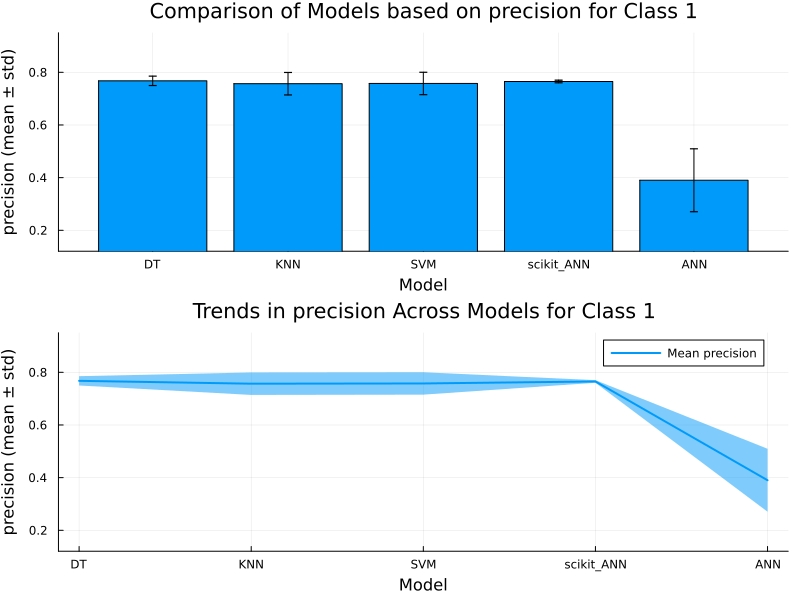 Comparison of Models based on precision for Class 1
precision (mean ± std)
0.8
0.6
0.4
0.2
DT KNN SVM scikit_ANN ANN
Model
Trends in precision Across Models for Class 1
precision (mean ± std)
Mean precision
0.8
0.6
0.4
0.2
DT KNN SVM scikit_ANN ANN
Model